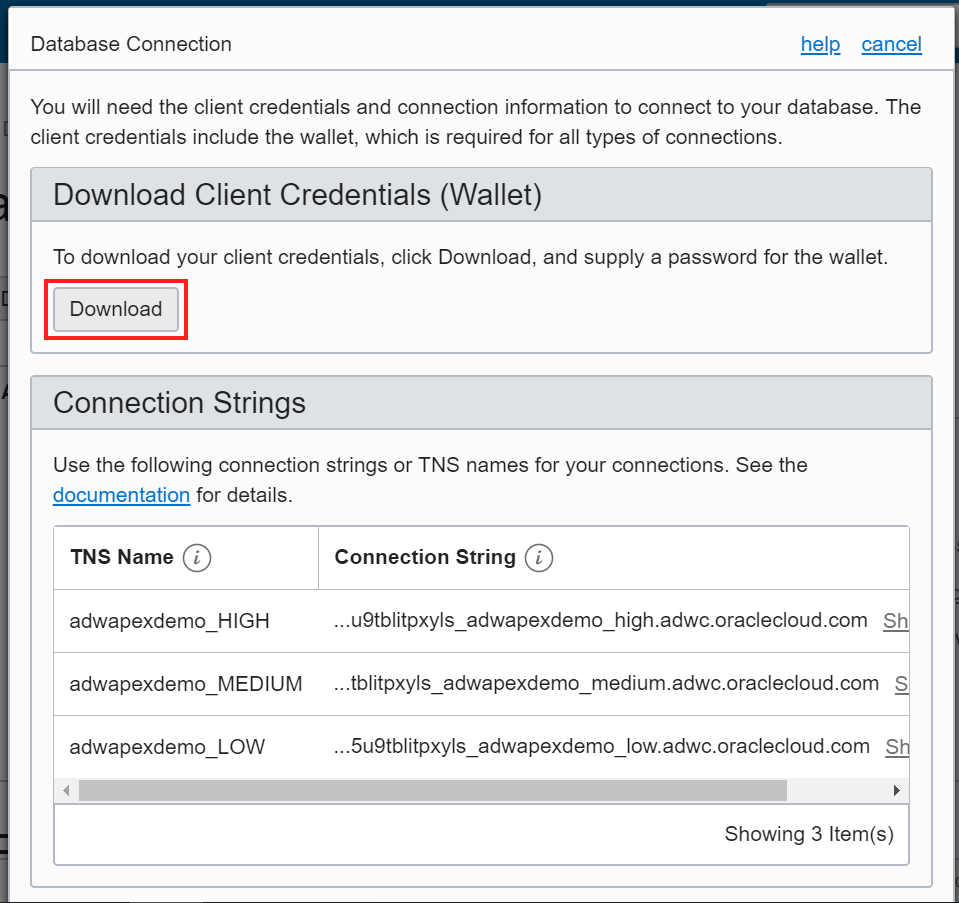 Database Connection help cancel
You will need the client credentials and connection information to connect to your database. The
client credentials include the wallet, which is required for all types of connections.
Download Client Credentials (Wallet)
To download your client credentials, click Download, and supply a password for the wallet.
Download
Connection Strings
Use the following connection strings or TNS names for your connections. See the
documentation for details.
TNS Name i Connection String i
adwapexdemo_HIGH ...u9tblitpxyls_adwapexdemo_high.adwc.oraclecloud.com Sh
adwapexdemo_MEDIUM ...tblitpxyls_adwapexdemo_medium.adwc.oraclecloud.com S
adwapexdemo_LOW ...5u9tblitpxyls_adwapexdemo_low.adwc.oraclecloud.com Sh
Showing 3 Item(s)